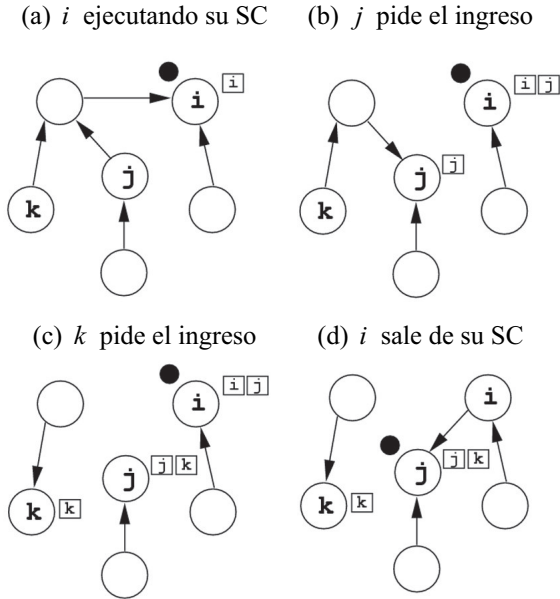 (a) i ejecutando su SC
(b) j pide el ingreso
i
i
i j
i
j
j
j
k
k
(c) k pide el ingreso
(d) i sale de su SC
i j
i
i
j k
j
j k
j
k k
k k